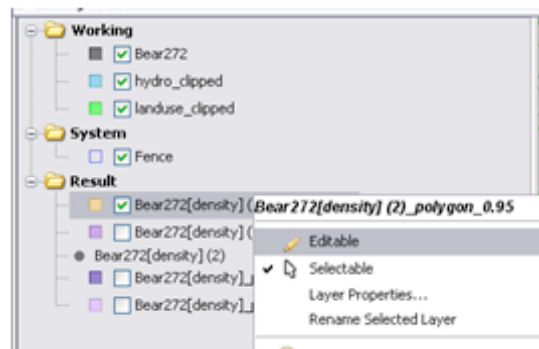 Working
Bear272
hydro_clipped
landuse_clipped
System
Fence
Result
Bear272[density] (
Bear272[density] (2)_polygon_0.95
Bear272[density] (
Editable
Bear272[density] (2)
Selectable
Bear272[density]_
Layer Properties...
Bear272[density]_
Rename Selected Layer